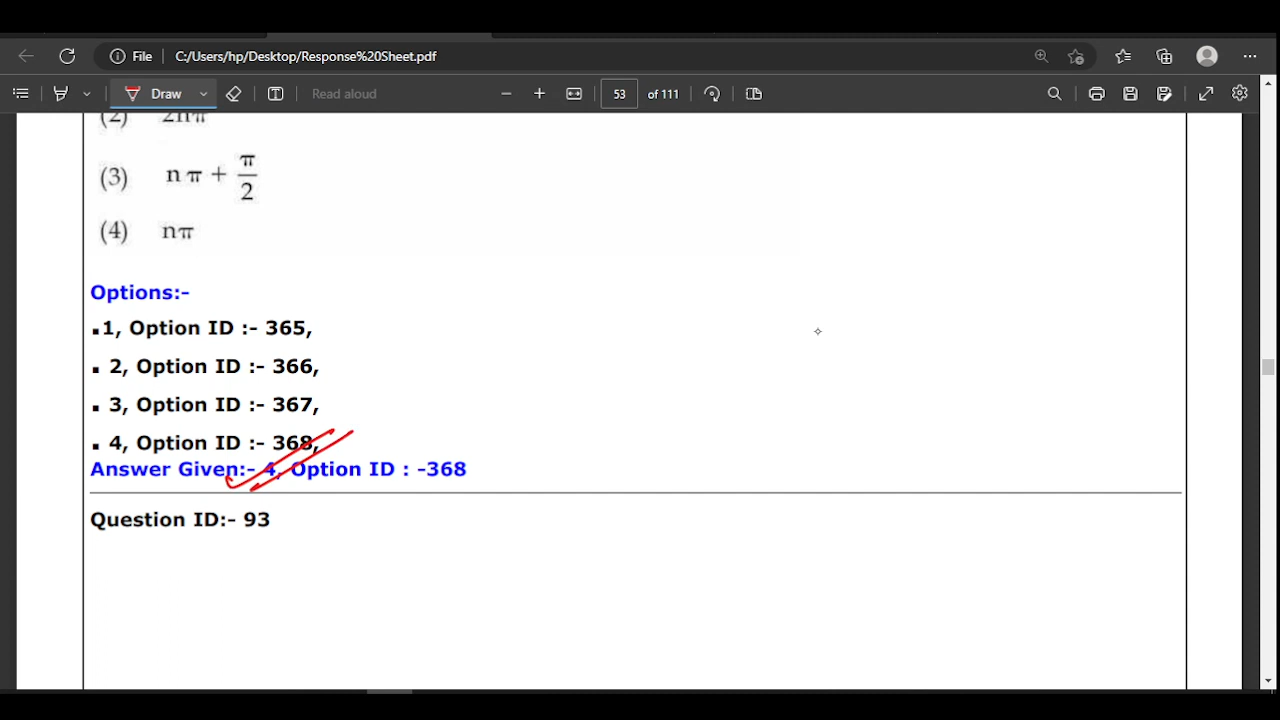 File C:/Users/hp/Desktop/Response%20Sheet.pdf
Draw Read aloud 53 of 111
(2) 2nπ
(3) nπ + π/2
(4) nπ
Options:-
1, Option ID :- 365,
2, Option ID :- 366,
3, Option ID :- 367,
4, Option ID :- 368,
Answer Given:- 4, Option ID : -368
Question ID:- 93